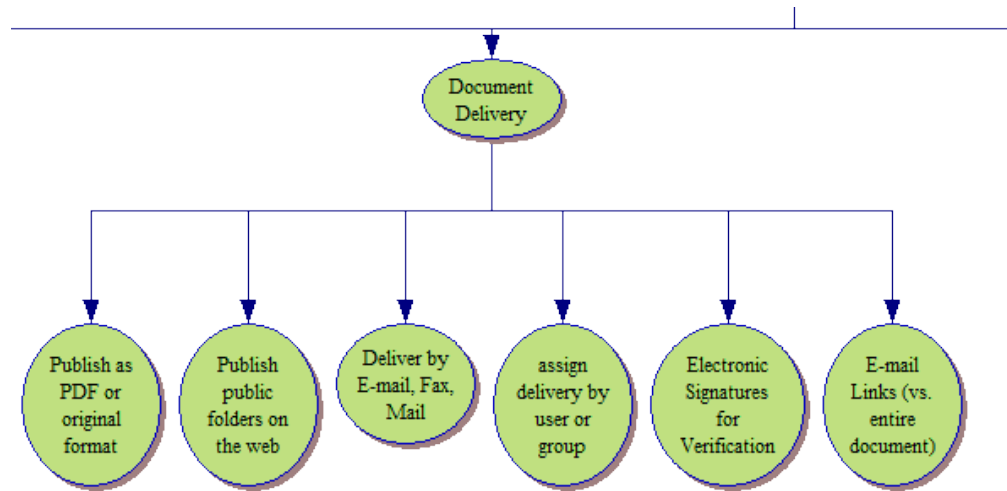 Document
Delivery
Publish as
PDF or
original
format
Publish
public
folders on
the web
Deliver by
E-mail, Fax,
Mail
assign
delivery by
user or
group
Electronic
Signatures
for
Verification
E-mail
Links (vs.
entire
document)